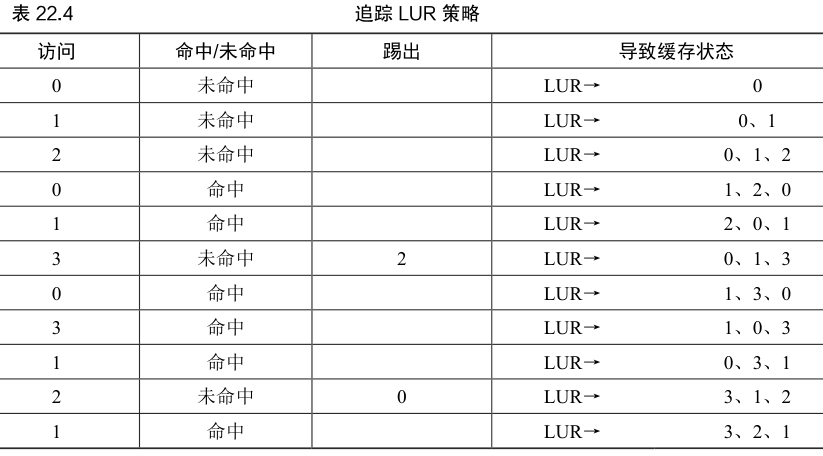 表 22.4 追踪 LUR 策略
访问 命中/未命中 踢出 导致缓存状态
0 未命中 LUR→ 0
1 未命中 LUR→ 0、1
2 未命中 LUR→ 0、1、2
0 命中 LUR→ 1、2、0
1 命中 LUR→ 2、0、1
3 未命中 2 LUR→ 0、1、3
0 命中 LUR→ 1、3、0
3 命中 LUR→ 1、0、3
1 命中 LUR→ 0、3、1
2 未命中 0 LUR→ 3、1、2
1 命中 LUR→ 3、2、1